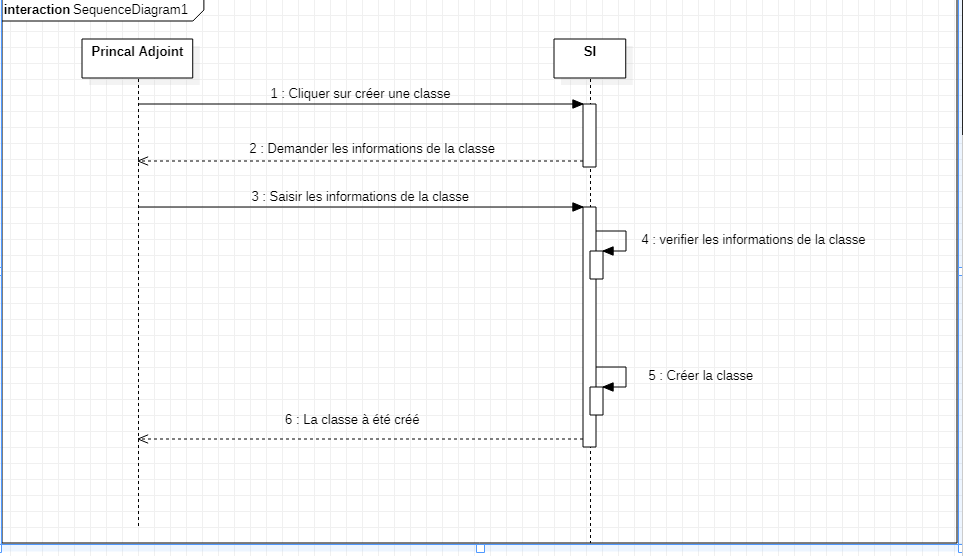 interaction SequenceDiagram1
Princal Adjoint
SI
1 : Cliquer sur créer une classe
2 : Demander les informations de la classe
3 : Saisir les informations de la classe
4 : verifier les informations de la classe
5 : Créer la classe
6 : La classe à été créé